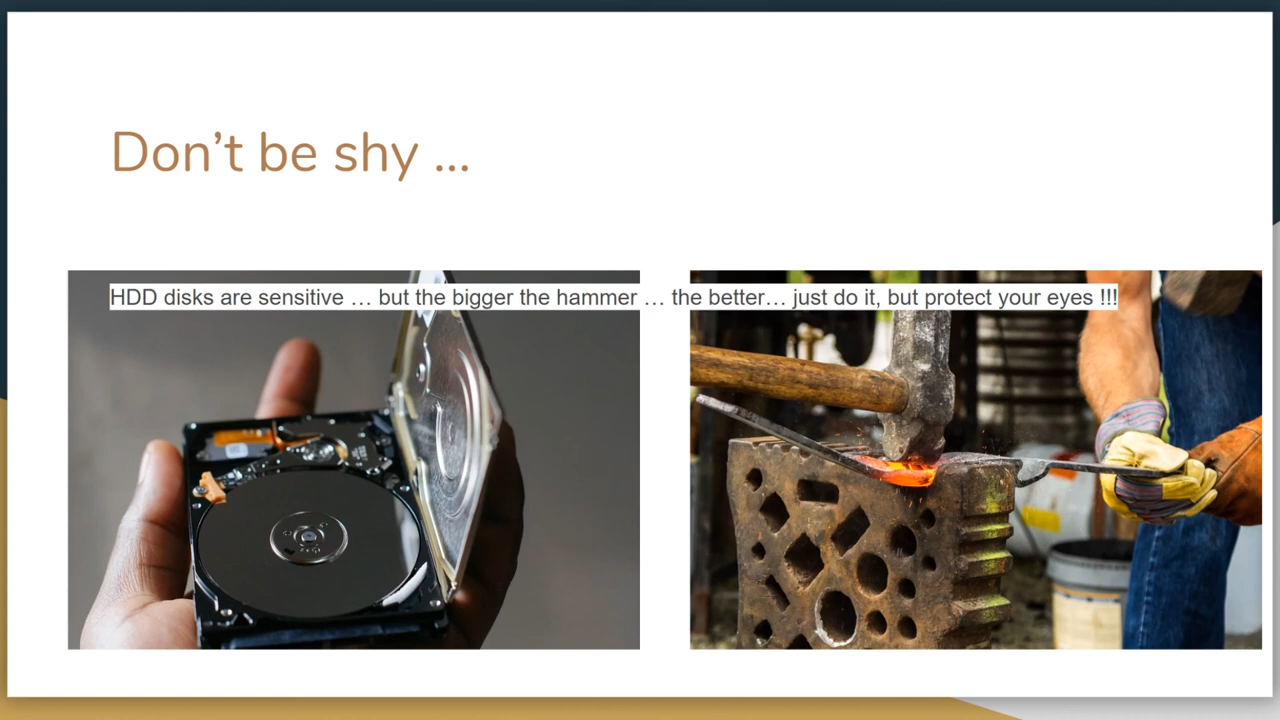 Don’t be shy …
HDD disks are sensitive … but the bigger the hammer … the better… just do it, but protect your eyes !!!